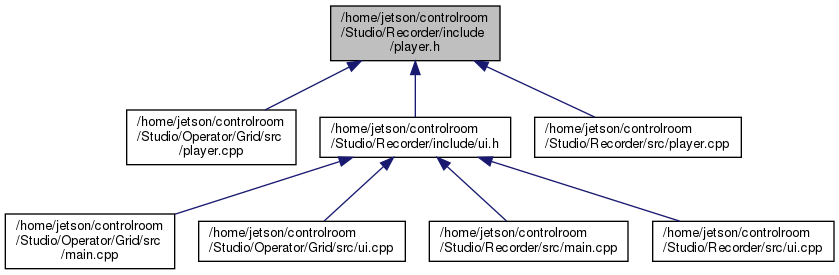 /home/jetson/controlroom
/Studio/Recorder/include
/player.h
/home/jetson/controlroom
/Studio/Operator/Grid/src
/player.cpp
/home/jetson/controlroom
/Studio/Recorder/include/ui.h
/home/jetson/controlroom
/Studio/Recorder/src/player.cpp
/home/jetson/controlroom
/Studio/Operator/Grid/src
/main.cpp
/home/jetson/controlroom
/Studio/Operator/Grid/src/ui.cpp
/home/jetson/controlroom
/Studio/Recorder/src/main.cpp
/home/jetson/controlroom
/Studio/Recorder/src/ui.cpp